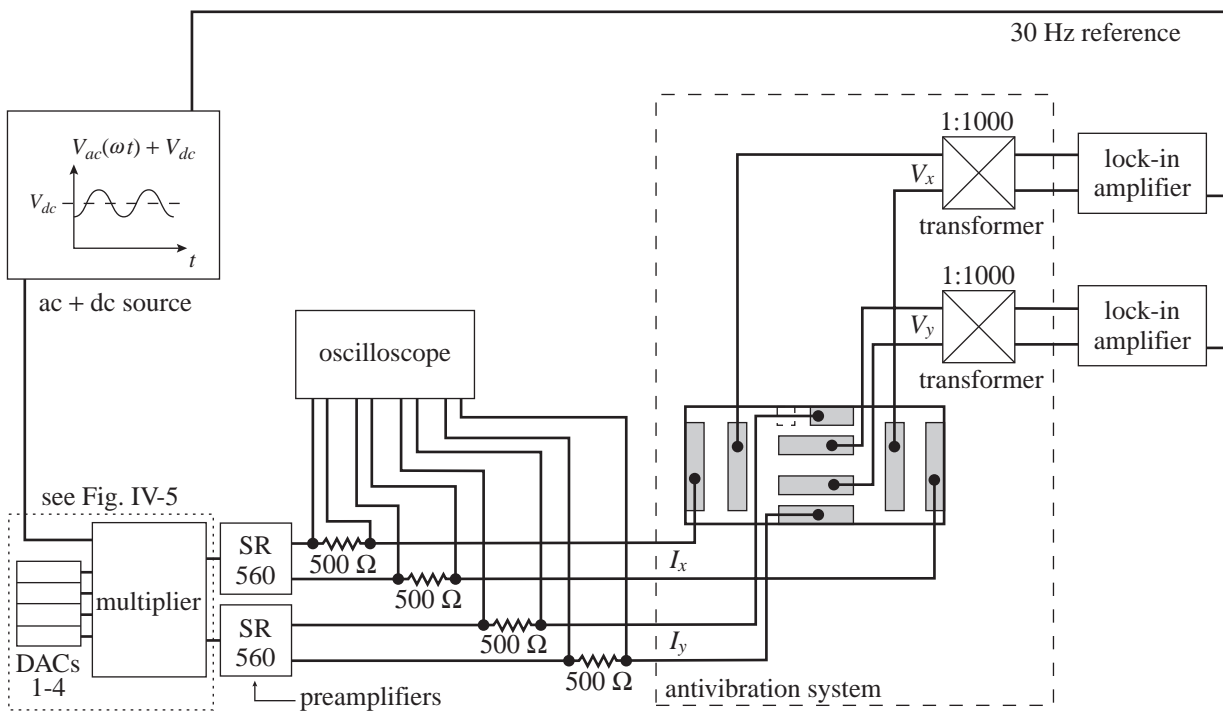 30 Hz reference
V_ac(ωt) + V_dc
V_dc
t
ac + dc source
1:1000
V_x
transformer
lock-in
amplifier
1:1000
V_y
transformer
lock-in
amplifier
oscilloscope
see Fig. IV-5
multiplier
DACs
1-4
SR
560
SR
560
preamplifiers
500 Ω
500 Ω
500 Ω
500 Ω
I_x
I_y
antivibration system